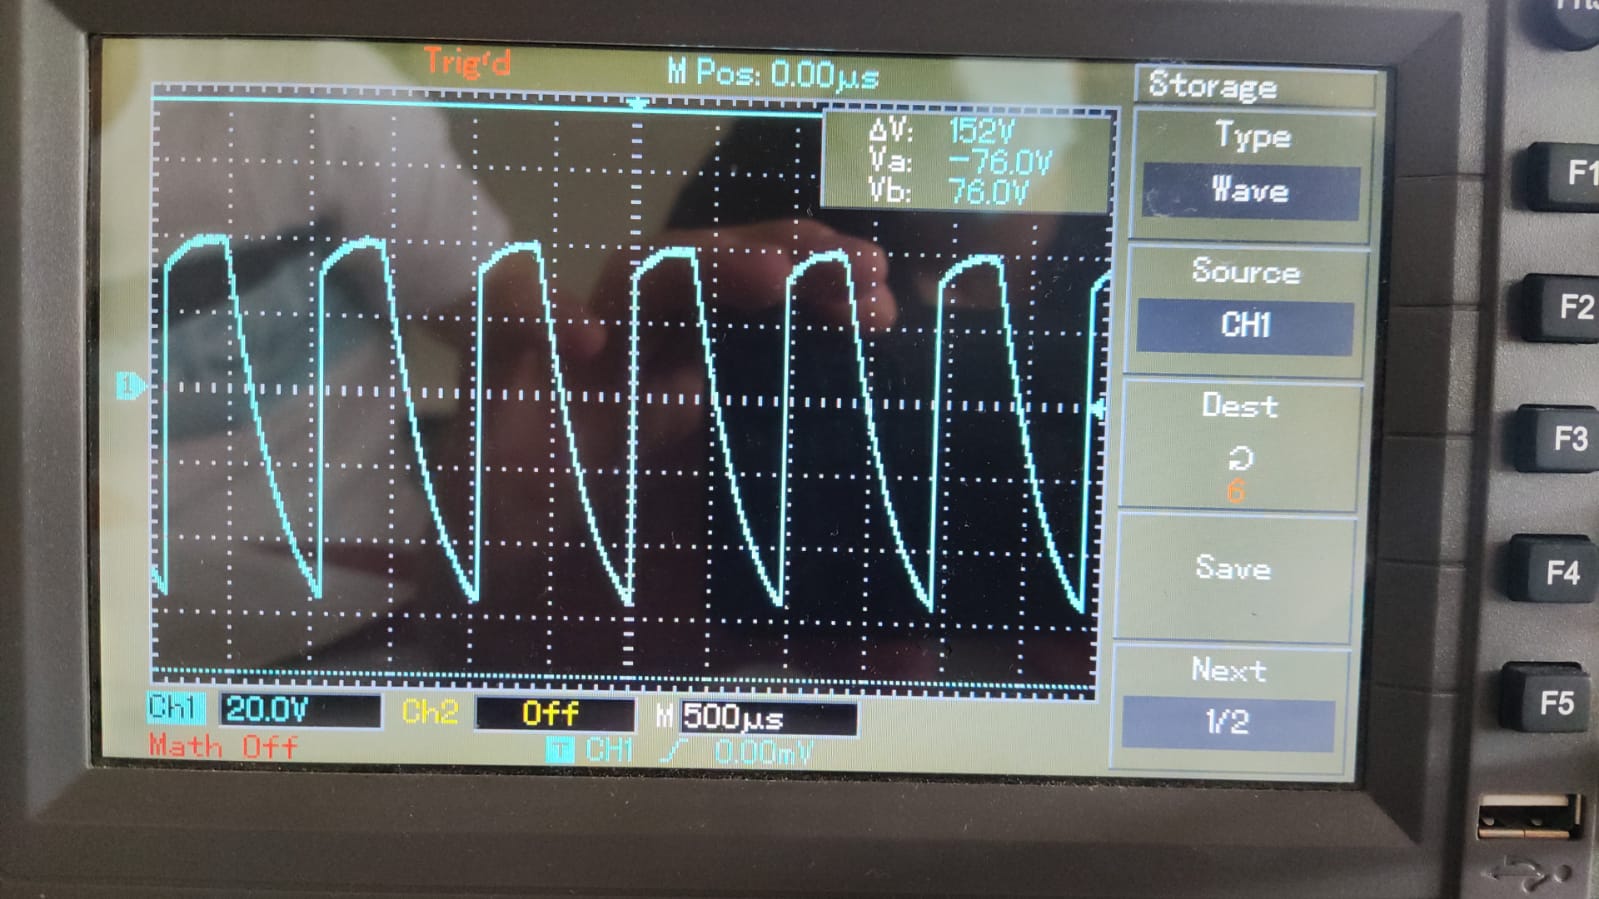 Trig'd
M Pos: 0.00µs
ΔV: 152V
Va: -76.0V
Vb: 76.0V
Storage
Type
Wave
Source
CH1
Dest
6
Save
Next
1/2
1
Ch1 20.0V Ch2 Off M 500µs
Math Off T CH1 0.00mV
F1
F2
F3
F4
F5